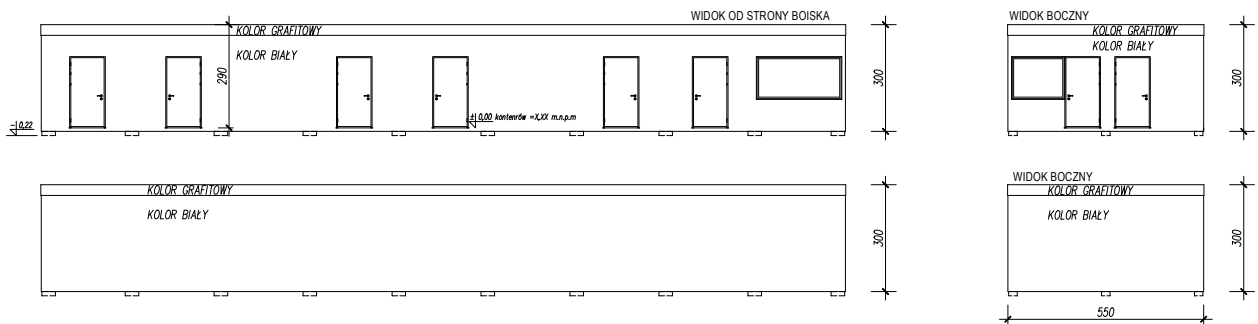 WIDOK OD STRONY BOISKA
KOLOR GRAFITOWY
KOLOR BIAŁY
290
300
- 0,22
± 0,00 kontenrów =X,XX m.n.p.m
WIDOK BOCZNY
KOLOR GRAFITOWY
KOLOR BIAŁY
300
KOLOR GRAFITOWY
KOLOR BIAŁY
300
WIDOK BOCZNY
KOLOR GRAFITOWY
KOLOR BIAŁY
300
550